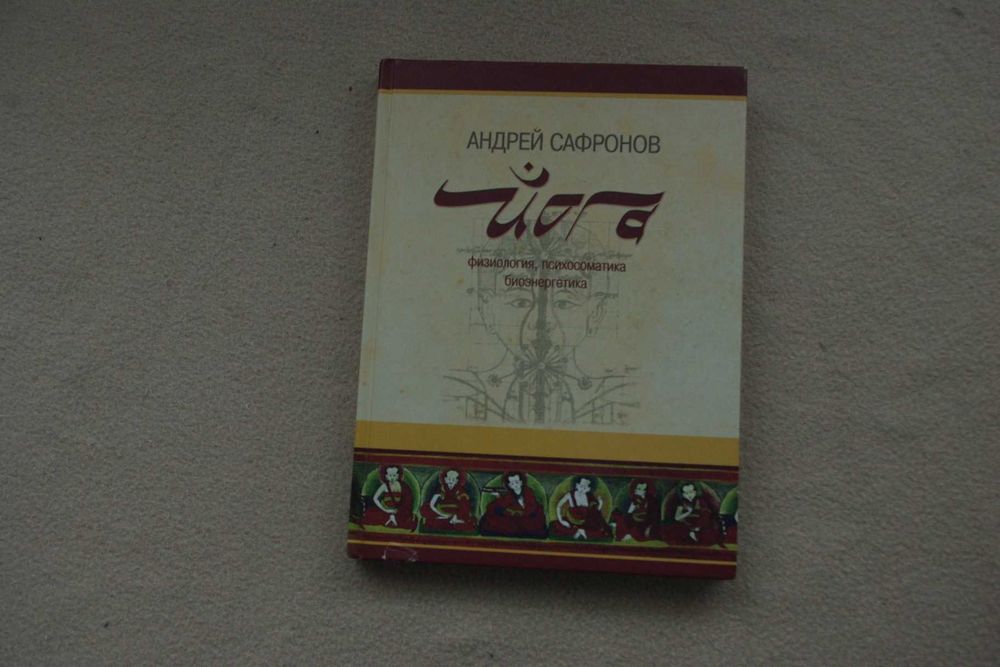 АНДРЕЙ САФРОНОВ
йога
физиология, психосоматика
биоэнергетика